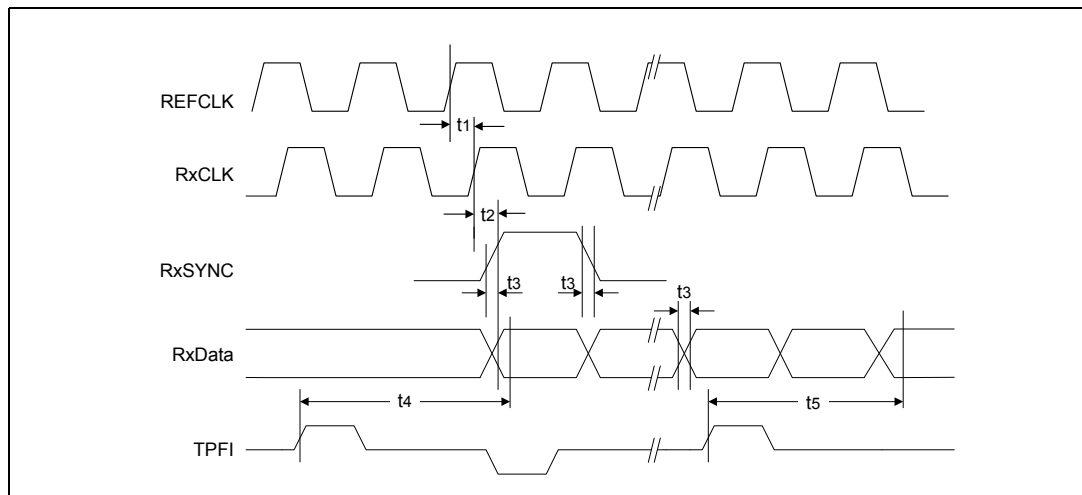 REFCLK
t1
RxCLK
t2
RxSYNC
t3
t3
t3
RxData
t4
t5
TPFI